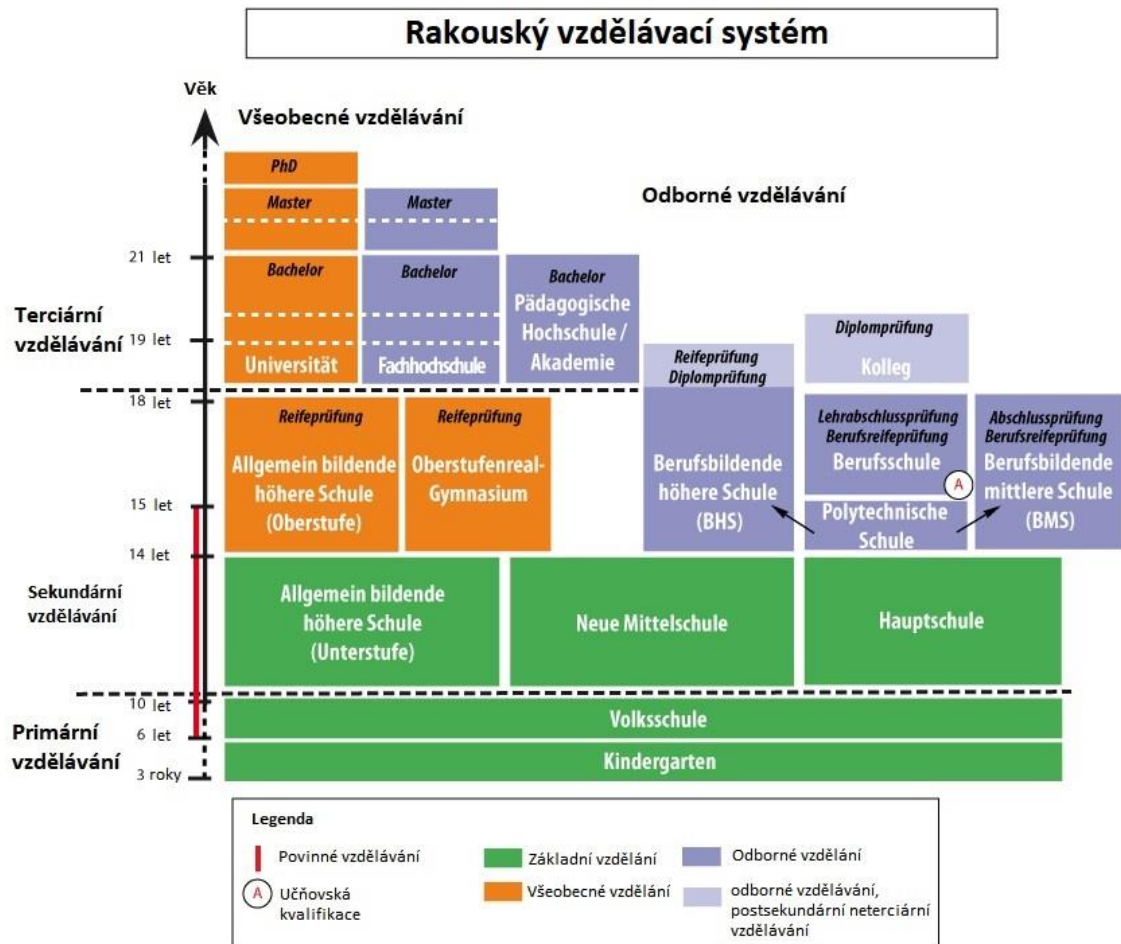 Rakouský vzdělávací systém
Věk
Všeobecné vzdělávání
Odborné vzdělávání
PhD
Master
Master
21 let
Bachelor
Bachelor
Bachelor
Pädagogische
Hochschule /
Akademie
Terciární
vzdělávání
19 let
Universität
Fachhochschule
Reifeprüfung
Diplomprüfung
Diplomprüfung
Kolleg
18 let
Reifeprüfung
Allgemein bildende
höhere Schule
(Oberstufe)
Reifeprüfung
Oberstufenreal-
Gymnasium
Berufsbildende
höhere Schule
(BHS)
Lehrabschlussprüfung
Berufsreifeprüfung
Berufsschule
A
Polytechnische
Schule
Abschlussprüfung
Berufsreifeprüfung
Berufsbildende
mittlere Schule
(BMS)
15 let
14 let
Sekundární
vzdělávání
Allgemein bildende
höhere Schule
(Unterstufe)
Neue Mittelschule
Hauptschule
10 let
Primární
vzdělávání
6 let
3 roky
Volksschule
Kindergarten
Legenda
Povinné vzdělávání
A
Učňovská
kvalifikace
Základní vzdělání
Všeobecné vzdělání
Odborné vzdělání
odborné vzdělávání,
postsekundární neterciární
vzdělávání